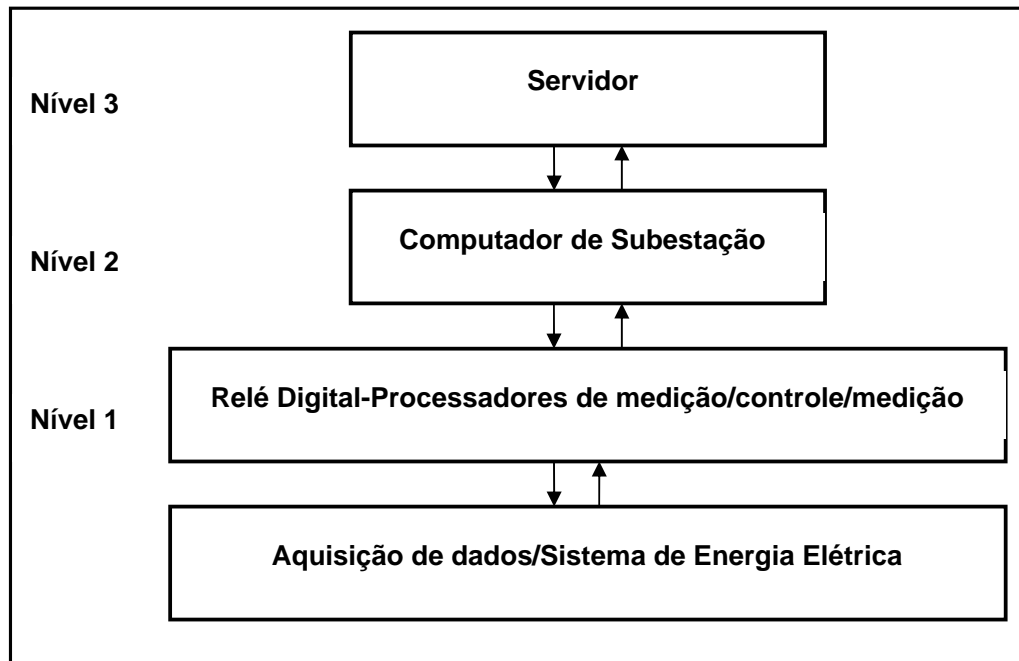 Servidor
Nível 3
Computador de Subestação
Nível 2
Relé Digital-Processadores de medição/controle/medição
Nível 1
Aquisição de dados/Sistema de Energia Elétrica